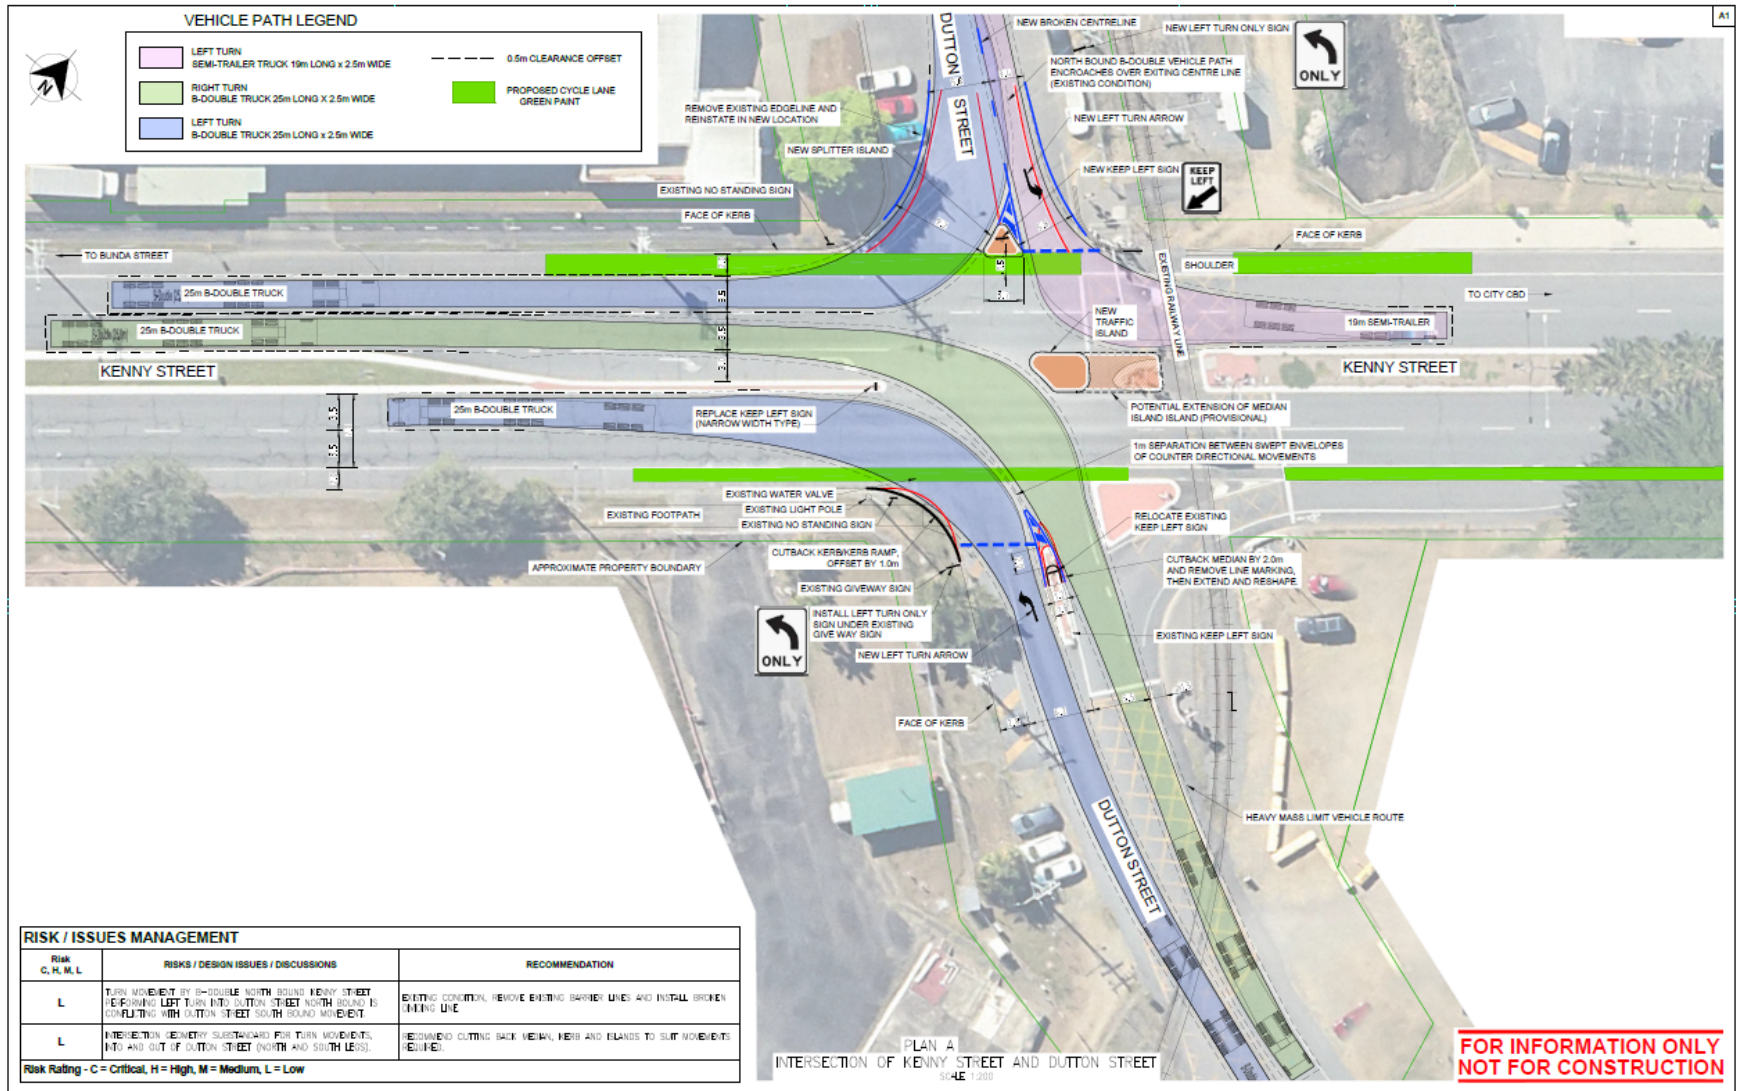 A1
VEHICLE PATH LEGEND
LEFT TURN
SEMI-TRAILER TRUCK 19m LONG x 2.5m WIDE
RIGHT TURN
B-DOUBLE TRUCK 25m LONG X 2.5m WIDE
LEFT TURN
B-DOUBLE TRUCK 25m LONG x 2.5m WIDE
0.5m CLEARANCE OFFSET
PROPOSED CYCLE LANE
GREEN PAINT
N
DUTTON STREET
NEW BROKEN CENTRELINE
NEW LEFT TURN ONLY SIGN
ONLY
NORTH BOUND B-DOUBLE VEHICLE PATH
ENCROACHES OVER EXITING CENTRE LINE
(EXISTING CONDITION)
REMOVE EXISTING EDGELINE AND
REINSTATE IN NEW LOCATION
NEW LEFT TURN ARROW
NEW SPLITTER ISLAND
NEW KEEP LEFT SIGN
KEEP
LEFT
EXISTING NO STANDING SIGN
FACE OF KERB
FACE OF KERB
TO BUNDA STREET
EXISTING RAILWAY LINE
SHOULDER
TO CITY CBD
25m B-DOUBLE TRUCK
25m B-DOUBLE TRUCK
3.5
3.5
NEW
TRAFFIC
ISLAND
19m SEMI-TRAILER
KENNY STREET
KENNY STREET
25m B-DOUBLE TRUCK
3.5
3.5
REPLACE KEEP LEFT SIGN
(NARROW WIDTH TYPE)
POTENTIAL EXTENSION OF MEDIAN
ISLAND ISLAND (PROVISIONAL)
1m SEPARATION BETWEEN SWEPT ENVELOPES
OF COUNTER DIRECTIONAL MOVEMENTS
EXISTING WATER VALVE
EXISTING LIGHT POLE
EXISTING FOOTPATH
EXISTING NO STANDING SIGN
RELOCATE EXISTING
KEEP LEFT SIGN
CUTBACK KERB/KERB RAMP,
OFFSET BY 1.0m
APPROXIMATE PROPERTY BOUNDARY
CUTBACK MEDIAN BY 2.0m
AND REMOVE LINE MARKING,
THEN EXTEND AND RESHAPE.
EXISTING GIVEWAY SIGN
ONLY
INSTALL LEFT TURN ONLY
SIGN UNDER EXISTING
GIVE WAY SIGN
NEW LEFT TURN ARROW
EXISTING KEEP LEFT SIGN
FACE OF KERB
DUTTON STREET
HEAVY MASS LIMIT VEHICLE ROUTE
RISK / ISSUES MANAGEMENT
Risk
C, H, M, L
RISKS / DESIGN ISSUES / DISCUSSIONS
RECOMMENDATION
L
TURN MOVEMENT BY B-DOUBLE NORTH BOUND KENNY STREET
PERFORMING LEFT TURN INTO DUTTON STREET NORTH BOUND IS
CONFLICTING WITH DUTTON STREET SOUTH BOUND MOVEMENT.
EXISTING CONDITION, REMOVE EXISTING BARRIER LINES AND INSTALL BROKEN
DIVIDING LINE
L
INTERSECTION GEOMETRY SUBSTANDARD FOR TURN MOVEMENTS,
INTO AND OUT OF DUTTON STREET (NORTH AND SOUTH LEGS).
RECOMMEND CUTTING BACK MEDIAN, KERB AND ISLANDS TO SUIT MOVEMENTS
REQUIRED.
Risk Rating - C = Critical, H = High, M = Medium, L = Low
PLAN A
INTERSECTION OF KENNY STREET AND DUTTON STREET
SCALE 1:200
FOR INFORMATION ONLY
NOT FOR CONSTRUCTION